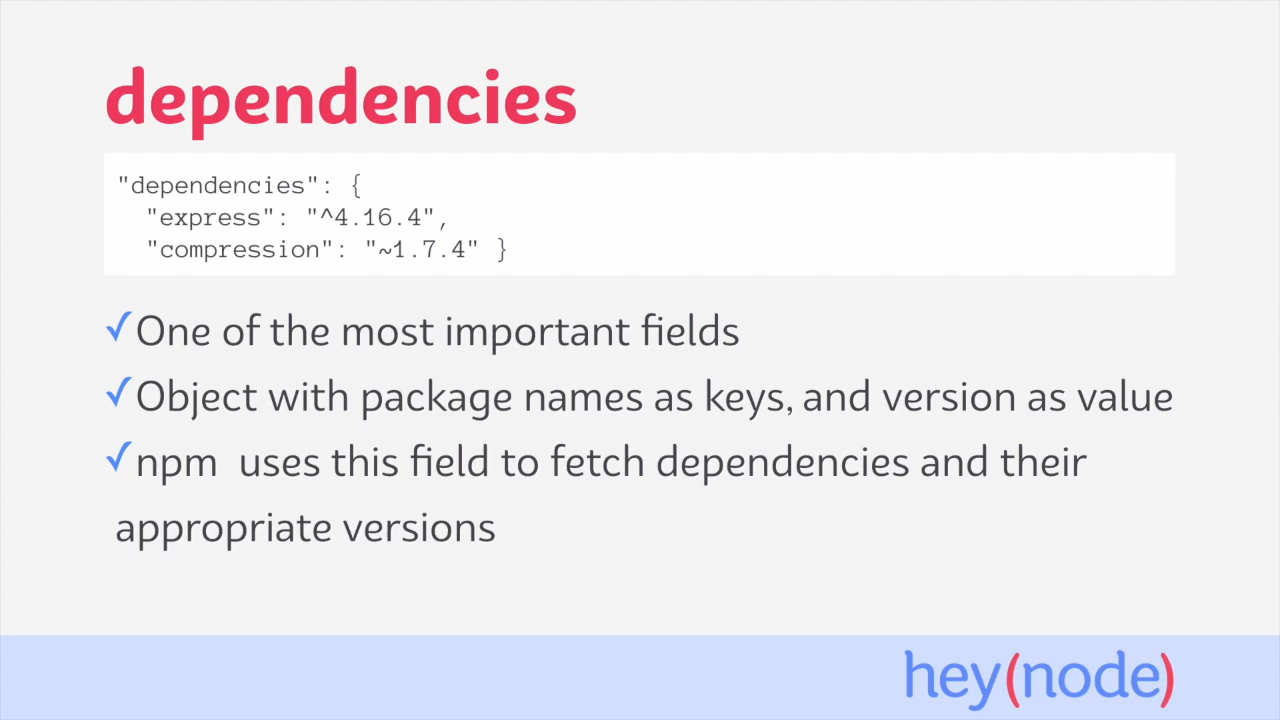 dependencies
"dependencies": {
  "express": "^4.16.4",
  "compression": "~1.7.4" }
✓One of the most important fields
✓Object with package names as keys, and version as value
✓npm  uses this field to fetch dependencies and their
appropriate versions
hey(node)